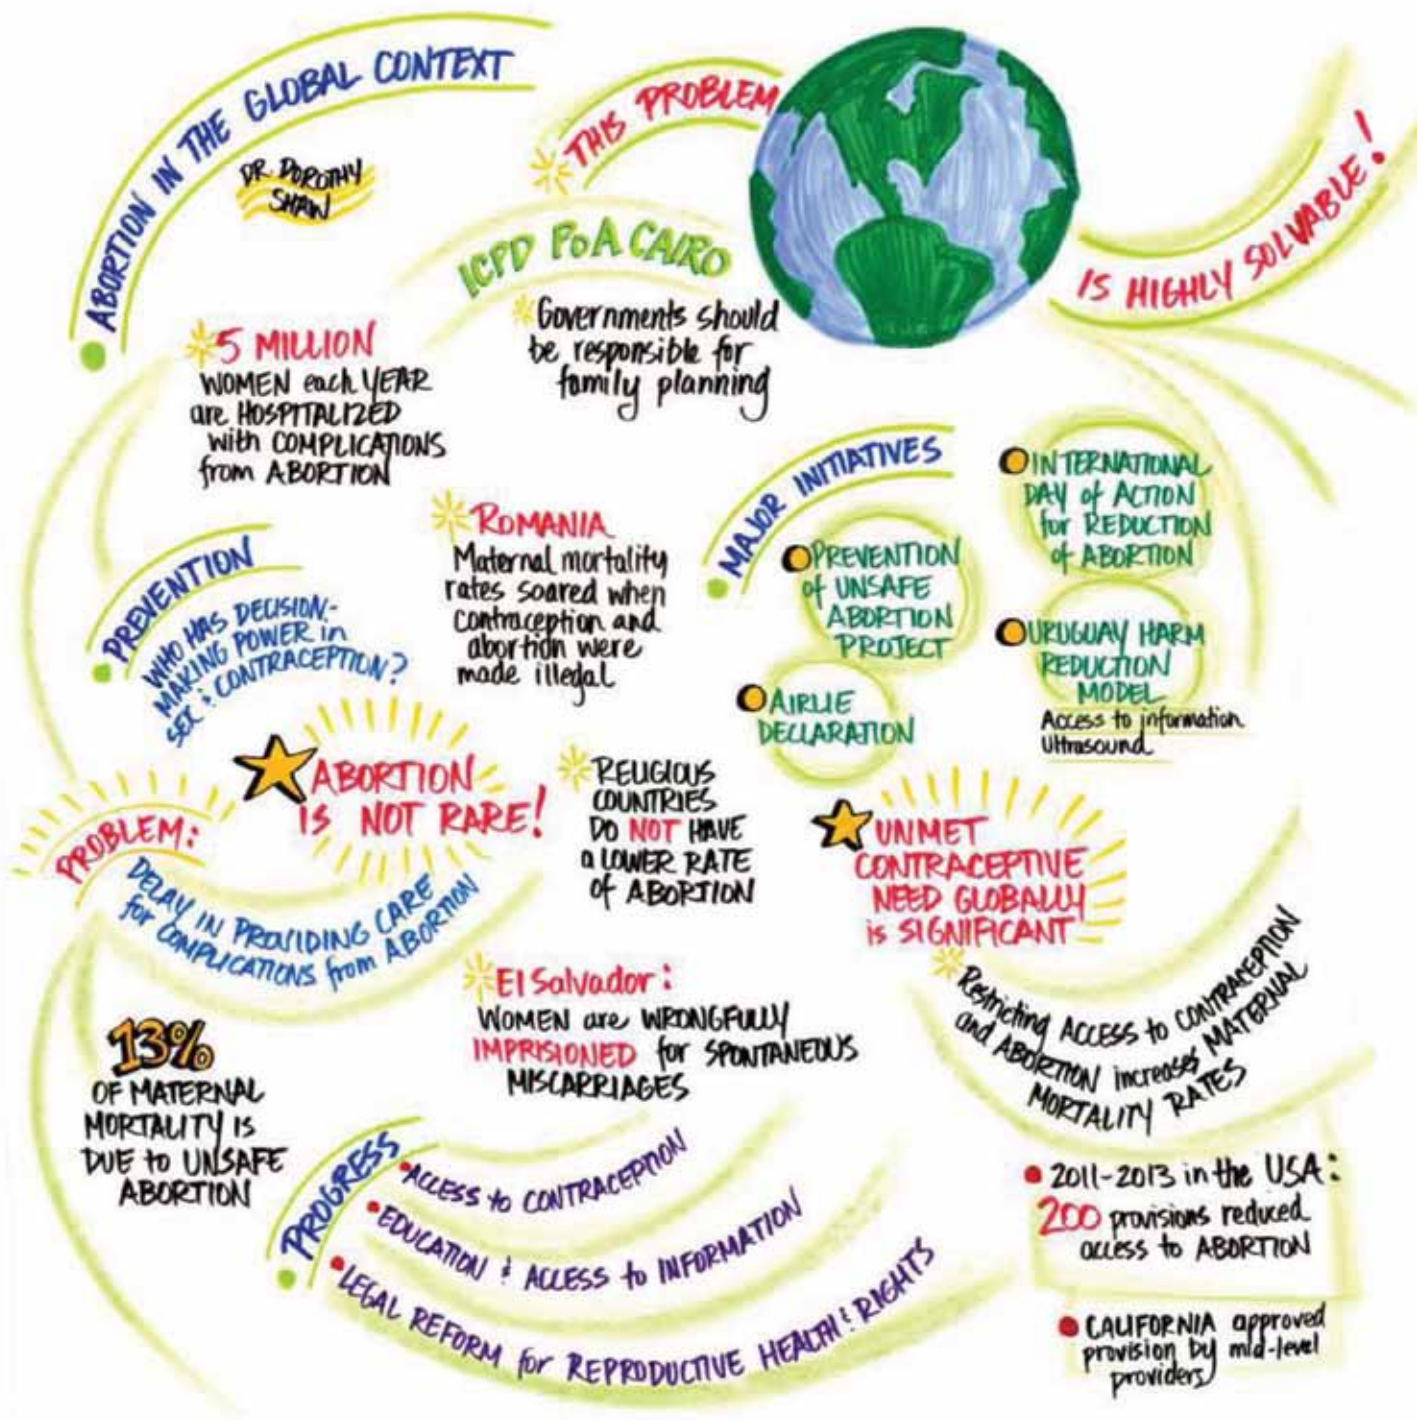 ABORTION IN THE GLOBAL CONTEXT
DR. DOROTHY
SHAW
THIS PROBLEM
IS HIGHLY SOLVABLE!
ICPD PoA CAIRO
Governments should
be responsible for
family planning
5 MILLION
WOMEN each YEAR
are HOSPITALIZED
with COMPLICATIONS
from ABORTION
ROMANIA
Maternal mortality
rates soared when
contraception and
abortion were
made illegal
MAJOR INITIATIVES
PREVENTION
of UNSAFE
ABORTION
PROJECT
AIRLIE
DECLARATION
INTERNATIONAL
DAY of ACTION
for REDUCTION
of ABORTION
URUGUAY HARM
REDUCTION
MODEL
Access to information
Ultrasound
PREVENTION
WHO HAS DECISION-
MAKING POWER in
SEX & CONTRACEPTION?
ABORTION
IS NOT RARE!
PROBLEM:
DELAY IN PROVIDING CARE
for COMPLICATIONS from ABORTION
RELIGIOUS
COUNTRIES
DO NOT HAVE
a LOWER RATE
of ABORTION
UNMET
CONTRACEPTIVE
NEED GLOBALLY
is SIGNIFICANT
Restricting ACCESS to CONTRACEPTION
and ABORTION increases MATERNAL
MORTALITY RATES
El Salvador:
WOMEN are WRONGFULLY
IMPRISIONED for SPONTANEOUS
MISCARRIAGES
13%
OF MATERNAL
MORTALITY IS
DUE to UNSAFE
ABORTION
PROGRESS
ACCESS to CONTRACEPTION
EDUCATION & ACCESS to INFORMATION
LEGAL REFORM for REPRODUCTIVE HEALTH & RIGHTS
2011-2013 in the USA:
200 provisions reduced
access to ABORTION
CALIFORNIA approved
provision by mid-level
providers